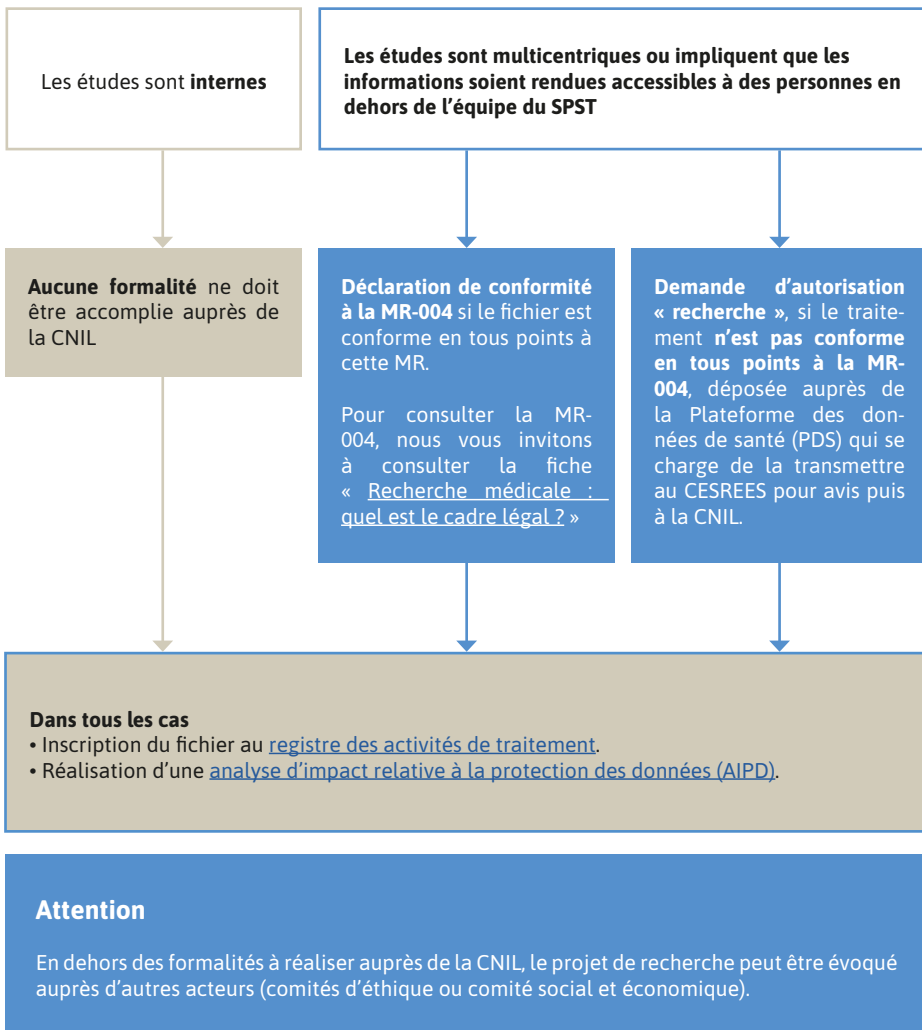 Les études sont internes
Les études sont multicentriques ou impliquent que les
informations soient rendues accessibles à des personnes en
dehors de l'équipe du SPST
Aucune formalité ne doit
être accomplie auprès de
la CNIL
Déclaration de conformité
à la MR-004 si le fichier est
conforme en tous points à
cette MR.
Pour consulter la MR-
004, nous vous invitons
à consulter la fiche
« Recherche médicale :
quel est le cadre légal ? »
Demande d'autorisation
« recherche », si le traite-
ment n'est pas conforme
en tous points à la MR-
004, déposée auprès de
la Plateforme des don-
nées de santé (PDS) qui se
charge de la transmettre
au CESREES pour avis puis
à la CNIL.
Dans tous les cas
• Inscription du fichier au registre des activités de traitement.
• Réalisation d'une analyse d'impact relative à la protection des données (AIPD).
Attention
En dehors des formalités à réaliser auprès de la CNIL, le projet de recherche peut être évoqué
auprès d'autres acteurs (comités d'éthique ou comité social et économique).